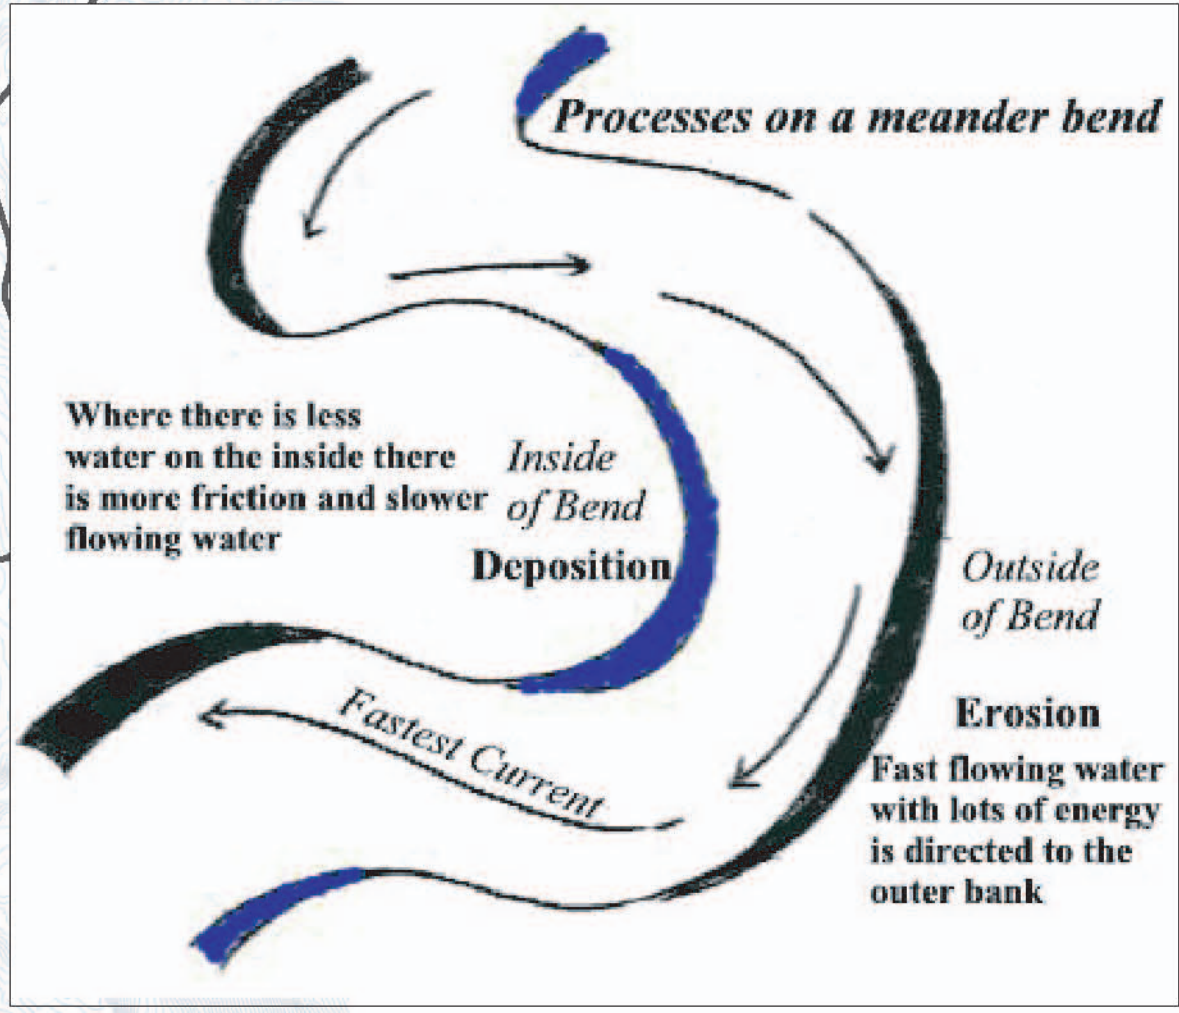 Processes on a meander bend
Where there is less
water on the inside there
is more friction and slower
flowing water
Inside
of Bend
Deposition
Outside
of Bend
Erosion
Fast flowing water
with lots of energy
is directed to the
outer bank
Fastest Current